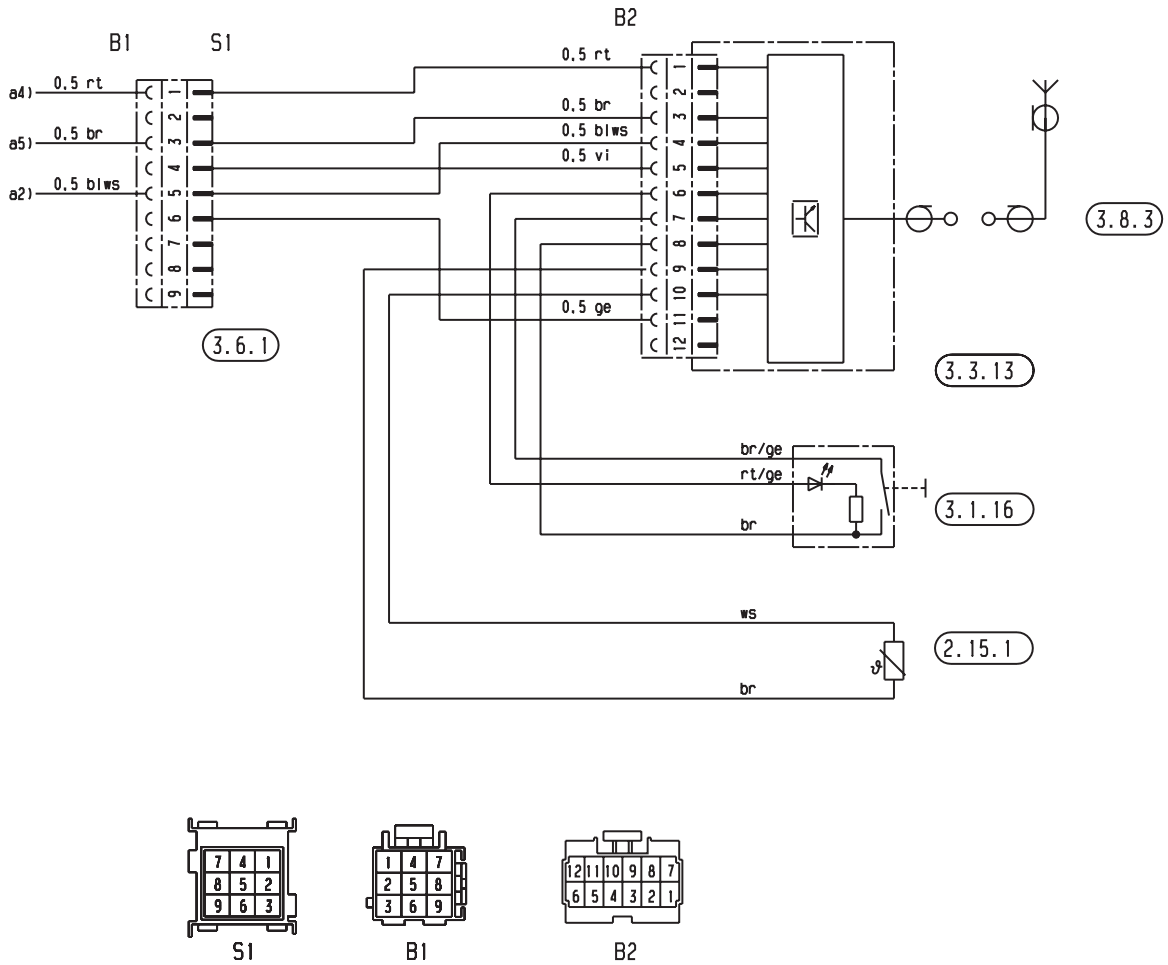 B2
B1 S1
0.5 rt
a4) 0.5 rt
a5) 0.5 br
a2) 0.5 blws
1
2
3
4
5
6
7
8
9
3.6.1
0.5 br
0.5 blws
0.5 vi
0.5 ge
1
2
3
4
5
6
7
8
9
10
11
12
3.8.3
3.3.13
br/ge
rt/ge
br
3.1.16
ws
2.15.1
ϑ
br
7 4 1
8 5 2
9 6 3
S1
1 4 7
2 5 8
3 6 9
B1
12 11 10 9 8 7
6 5 4 3 2 1
B2